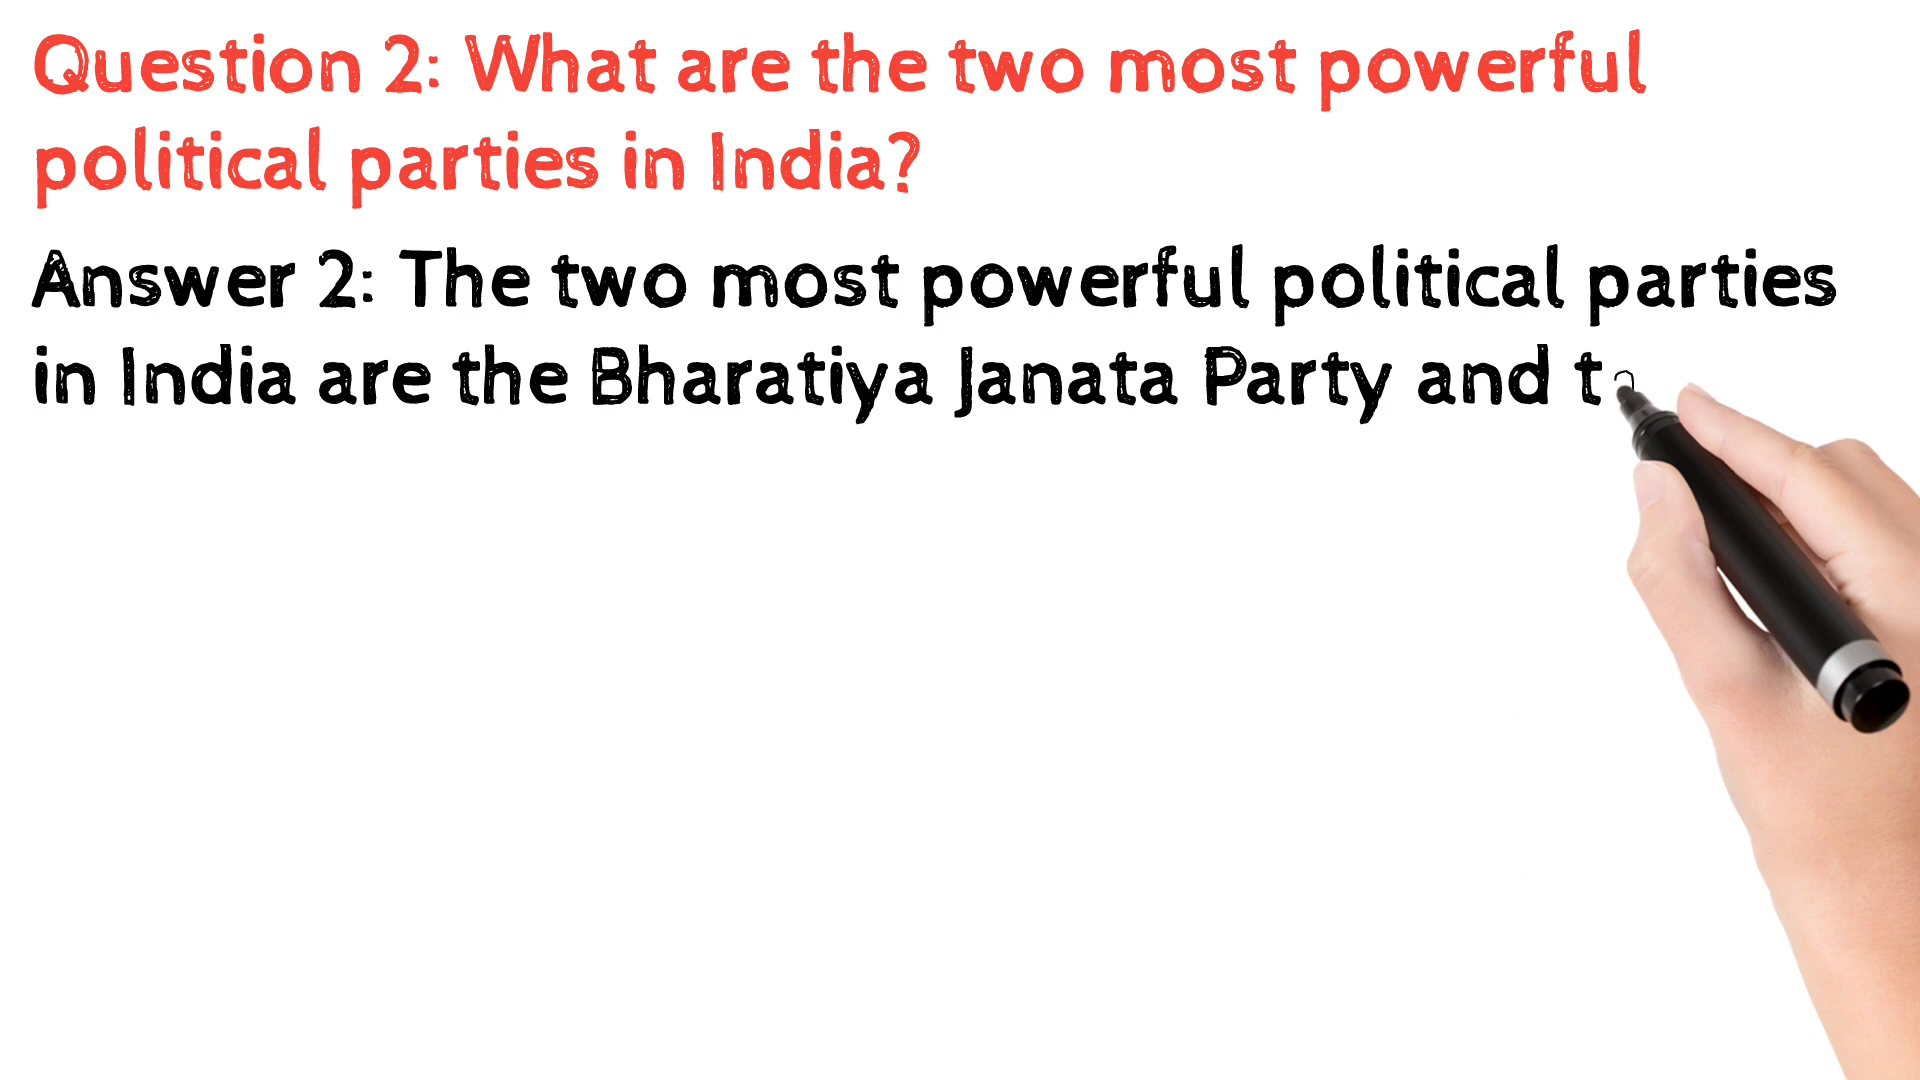 Question 2: What are the two most powerful
political parties in India?
Answer 2: The two most powerful political parties
in India are the Bharatiya Janata Party and t